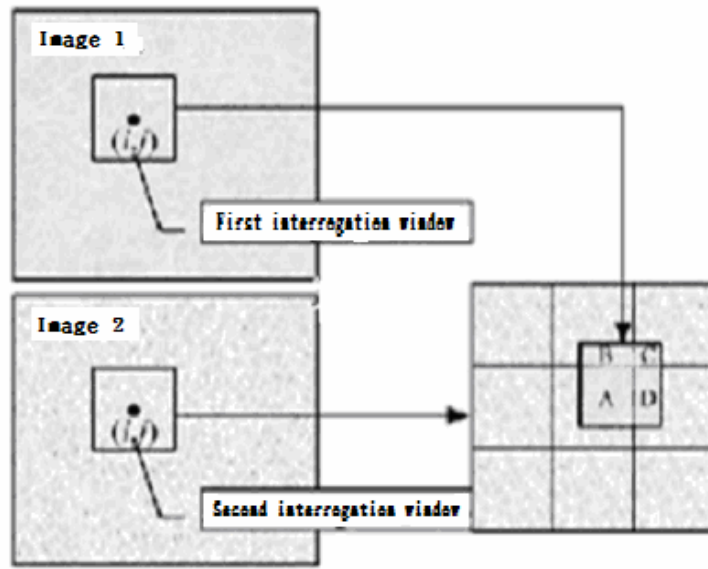 Image 1
(i,j)
First interrogation window
Image 2
(i,j)
Second interrogation window
B C
A D